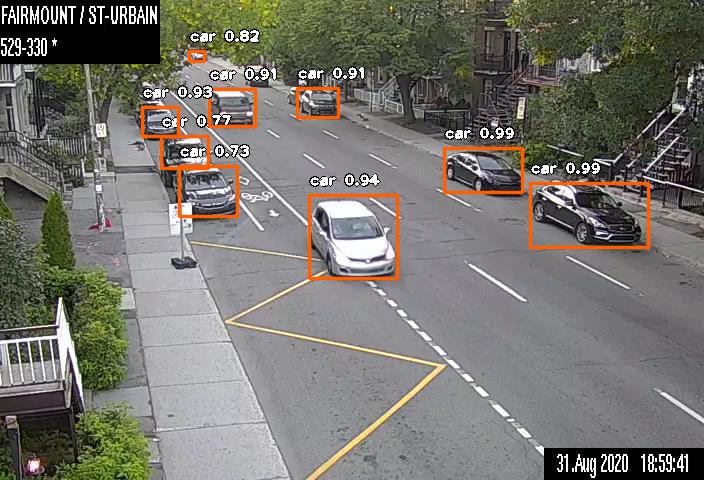 FAIRMOUNT / ST-URBAIN
529-330 *
car 0.82
car 0.91
car 0.91
car 0.93
car 0.77
car 0.73
car 0.99
car 0.99
car 0.94
31.Aug 2020 18:59:41